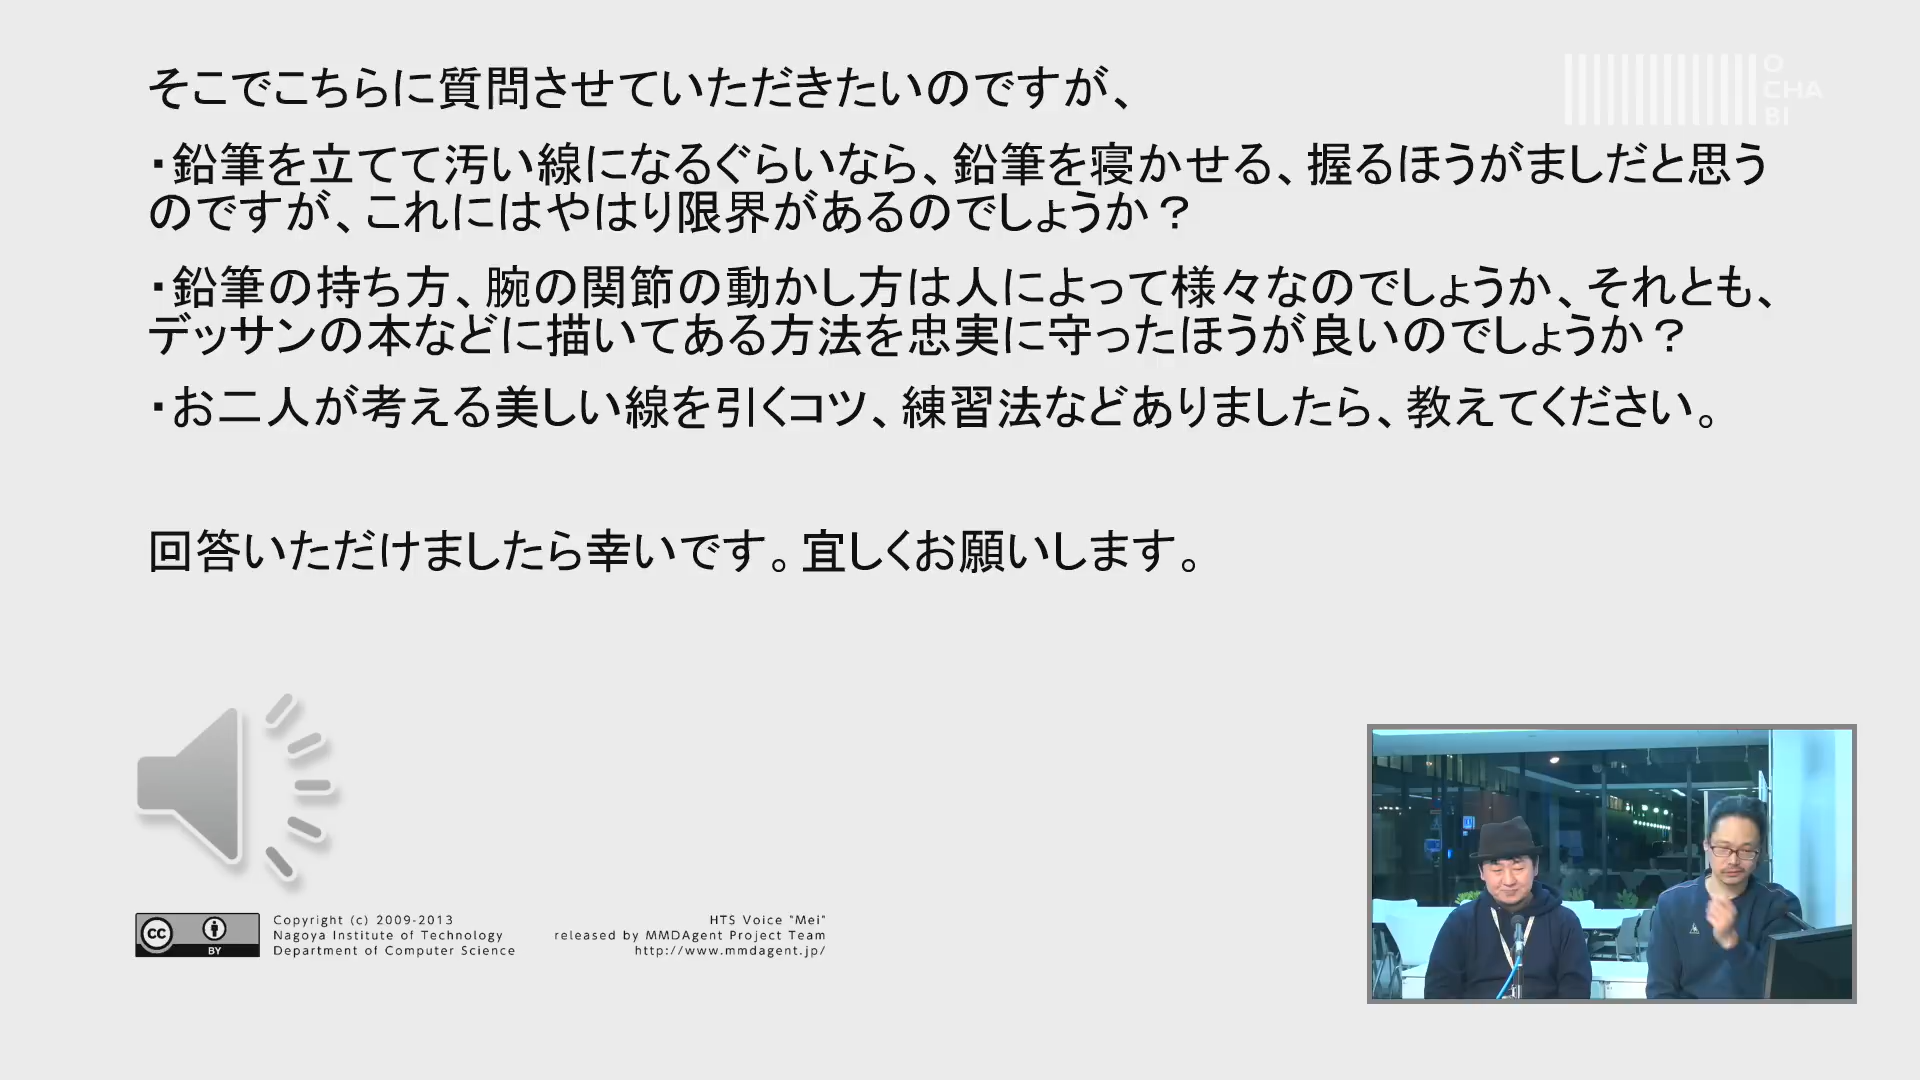 そこでこちらに質問させていただきたいのですが、
・鉛筆を立てて汚い線になるぐらいなら、鉛筆を寝かせる、握るほうがましだと思う
のですが、これにはやはり限界があるのでしょうか？
・鉛筆の持ち方、腕の関節の動かし方は人によって様々なのでしょうか、それとも、
デッサンの本などに描いてある方法を忠実に守ったほうが良いのでしょうか？
・お二人が考える美しい線を引くコツ、練習法などありましたら、教えてください。
回答いただけましたら幸いです。宜しくお願いします。
O
CHA
BI
cc
BY
Copyright (c) 2009-2013
Nagoya Institute of Technology
Department of Computer Science
HTS Voice "Mei"
released by MMDAgent Project Team
http://www.mmdagent.jp/